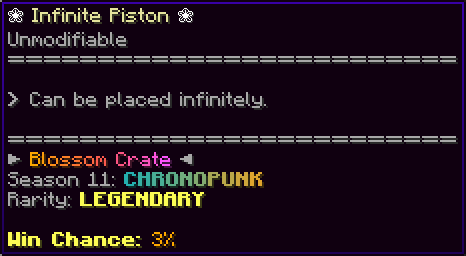 ❀ Infinite Piston ❀
Unmodifiable
==============================
> Can be placed infinitely.
==============================
► Blossom Crate ◄
Season 11: CHRONOPUNK
Rarity: LEGENDARY
Win Chance: 3%